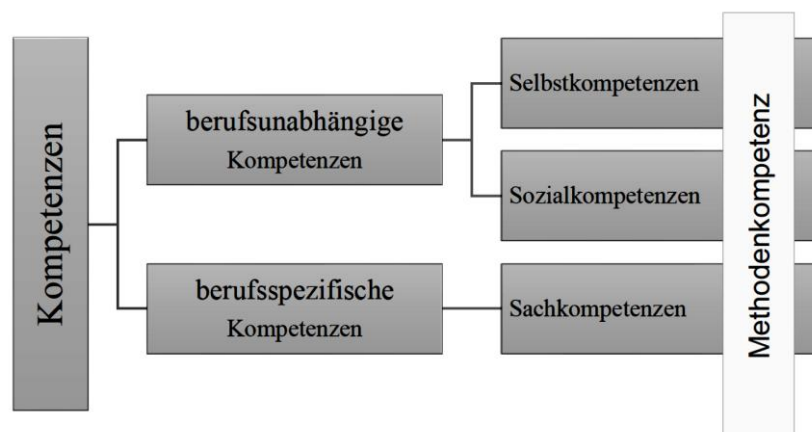 Kompetenzen
berufsunabhängige
Kompetenzen
berufsspezifische
Kompetenzen
Selbstkompetenzen
Sozialkompetenzen
Sachkompetenzen
Methodenkompetenz